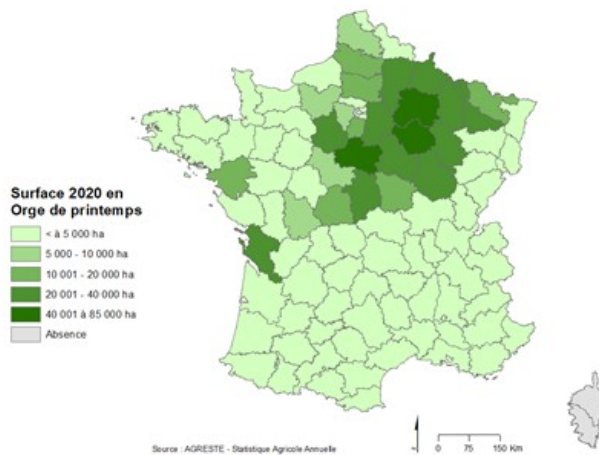 Surface 2020 en
Orge de printemps
< à 5 000 ha
5 000 - 10 000 ha
10 001 - 20 000 ha
20 001 - 40 000 ha
40 001 à 85 000 ha
Absence
Source : AGRESTE - Statistique Agricole Annuelle
0 75 150 Km